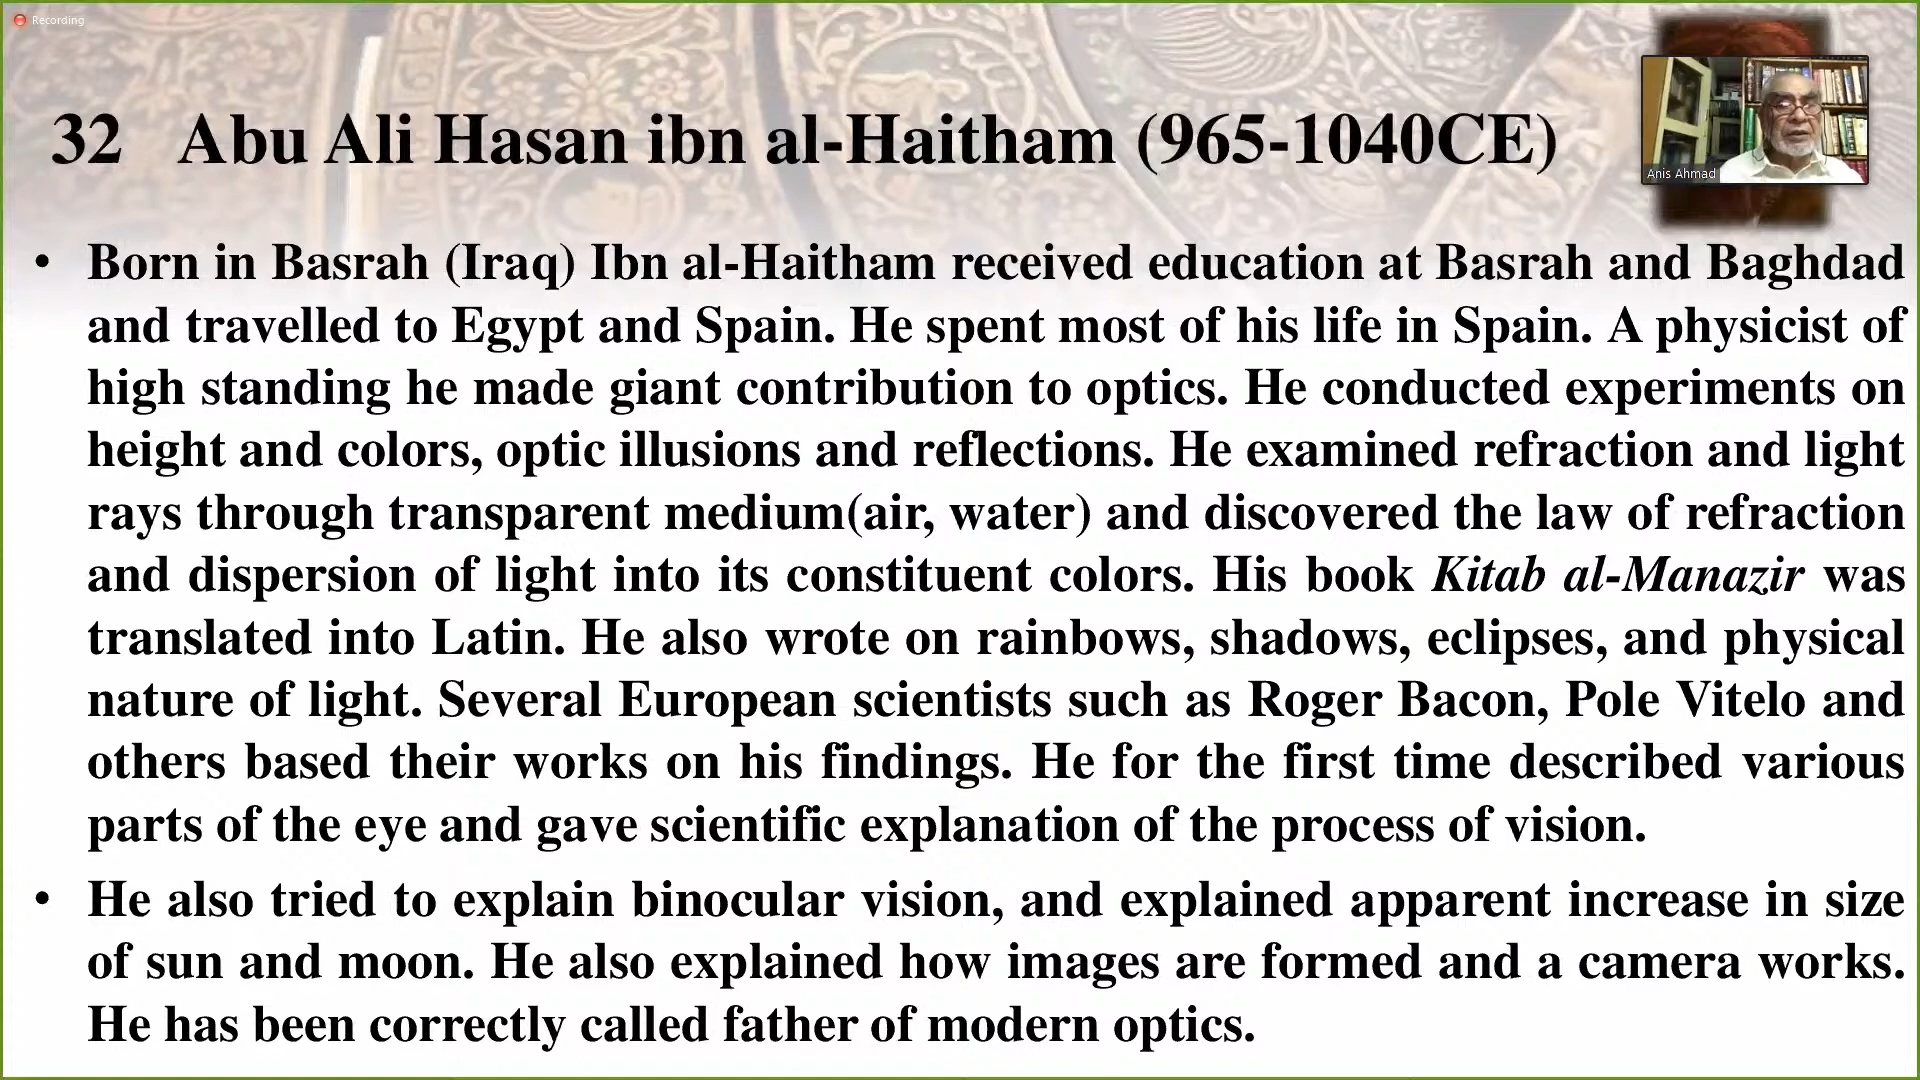 Recording
32 Abu Ali Hasan ibn al-Haitham (965-1040CE)
Anis Ahmad
• Born in Basrah (Iraq) Ibn al-Haitham received education at Basrah and Baghdad
and travelled to Egypt and Spain. He spent most of his life in Spain. A physicist of
high standing he made giant contribution to optics. He conducted experiments on
height and colors, optic illusions and reflections. He examined refraction and light
rays through transparent medium(air, water) and discovered the law of refraction
and dispersion of light into its constituent colors. His book Kitab al-Manazir was
translated into Latin. He also wrote on rainbows, shadows, eclipses, and physical
nature of light. Several European scientists such as Roger Bacon, Pole Vitelo and
others based their works on his findings. He for the first time described various
parts of the eye and gave scientific explanation of the process of vision.
• He also tried to explain binocular vision, and explained apparent increase in size
of sun and moon. He also explained how images are formed and a camera works.
He has been correctly called father of modern optics.